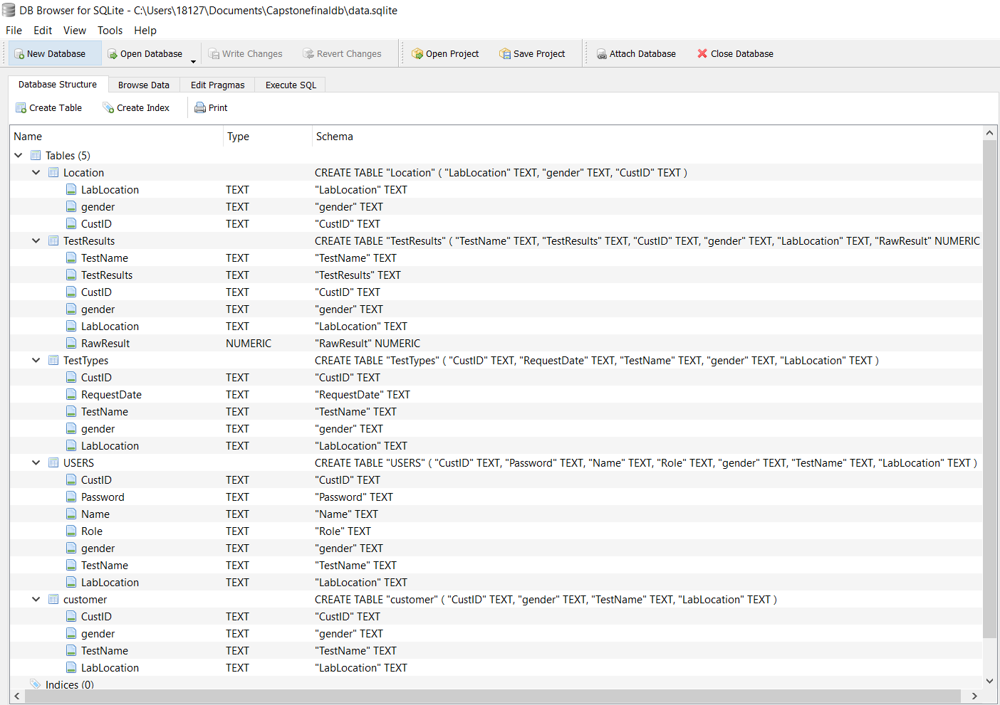 DB Browser for SQLite - C:\Users\18127\Documents\Capstonefinaldb\data.sqlite
File Edit View Tools Help
New Database Open Database Write Changes Revert Changes Open Project Save Project Attach Database Close Database
Database Structure Browse Data Edit Pragmas Execute SQL
Create Table Create Index Print
Name Type Schema
Tables (5)
Location CREATE TABLE "Location" ( "LabLocation" TEXT, "gender" TEXT, "CustID" TEXT )
LabLocation TEXT "LabLocation" TEXT
gender TEXT "gender" TEXT
CustID TEXT "CustID" TEXT
TestResults CREATE TABLE "TestResults" ( "TestName" TEXT, "TestResults" TEXT, "CustID" TEXT, "gender" TEXT, "LabLocation" TEXT, "RawResult" NUMERIC
TestName TEXT "TestName" TEXT
TestResults TEXT "TestResults" TEXT
CustID TEXT "CustID" TEXT
gender TEXT "gender" TEXT
LabLocation TEXT "LabLocation" TEXT
RawResult NUMERIC "RawResult" NUMERIC
TestTypes CREATE TABLE "TestTypes" ( "CustID" TEXT, "RequestDate" TEXT, "TestName" TEXT, "gender" TEXT, "LabLocation" TEXT )
CustID TEXT "CustID" TEXT
RequestDate TEXT "RequestDate" TEXT
TestName TEXT "TestName" TEXT
gender TEXT "gender" TEXT
LabLocation TEXT "LabLocation" TEXT
USERS CREATE TABLE "USERS" ( "CustID" TEXT, "Password" TEXT, "Name" TEXT, "Role" TEXT, "gender" TEXT, "TestName" TEXT, "LabLocation" TEXT )
CustID TEXT "CustID" TEXT
Password TEXT "Password" TEXT
Name TEXT "Name" TEXT
Role TEXT "Role" TEXT
gender TEXT "gender" TEXT
TestName TEXT "TestName" TEXT
LabLocation TEXT "LabLocation" TEXT
customer CREATE TABLE "customer" ( "CustID" TEXT, "gender" TEXT, "TestName" TEXT, "LabLocation" TEXT )
CustID TEXT "CustID" TEXT
gender TEXT "gender" TEXT
TestName TEXT "TestName" TEXT
LabLocation TEXT "LabLocation" TEXT
Indices (0)